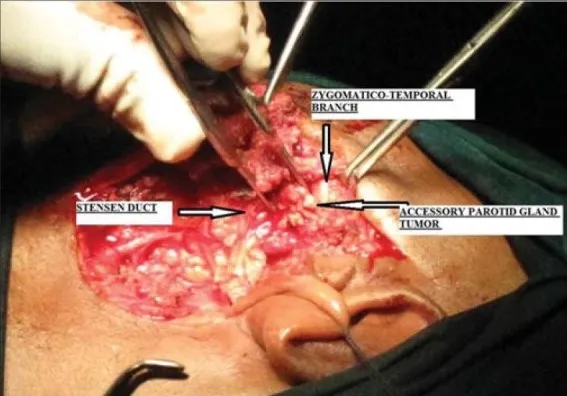 ZYGOMATICO-TEMPORAL
BRANCH
STENSEN DUCT
ACCESSORY PAROTID GLAND
TUMOR